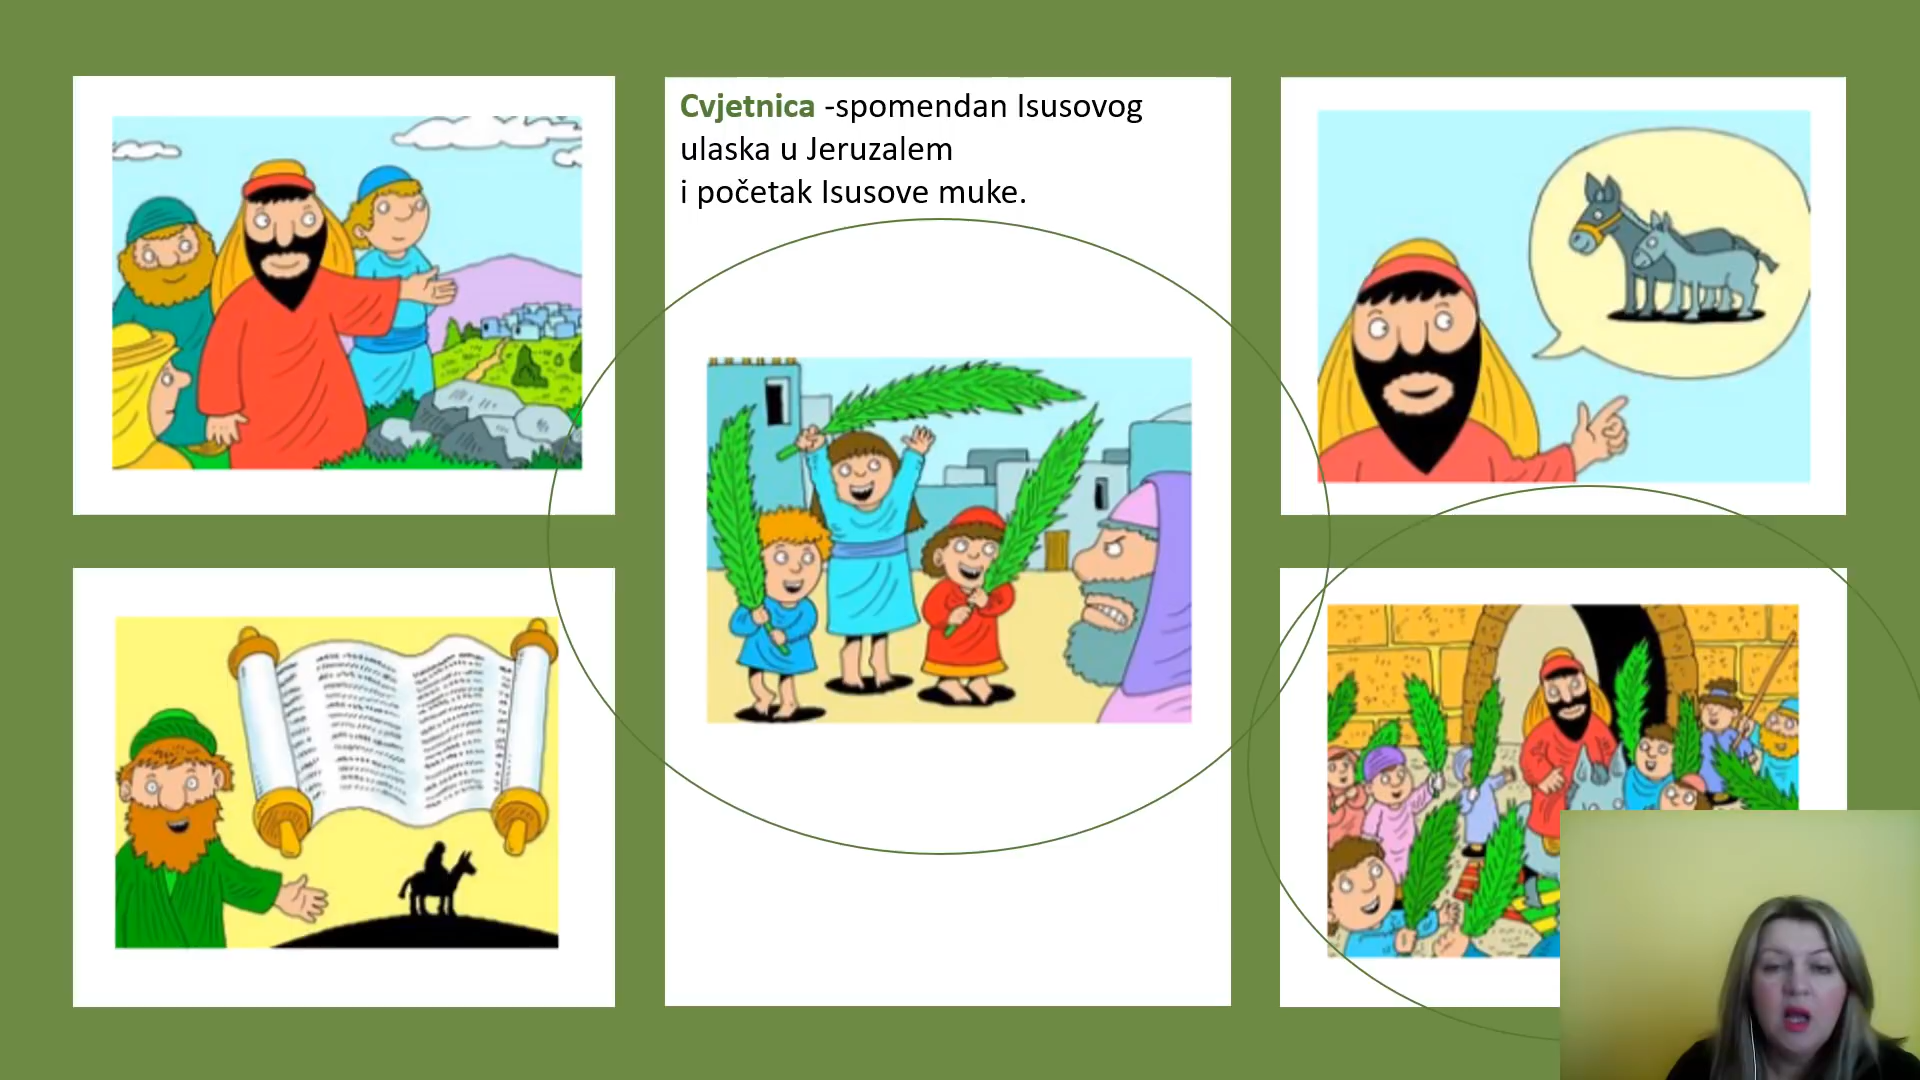 Cvjetnica -spomendan Isusovog
ulaska u Jeruzalem
i početak Isusove muke.